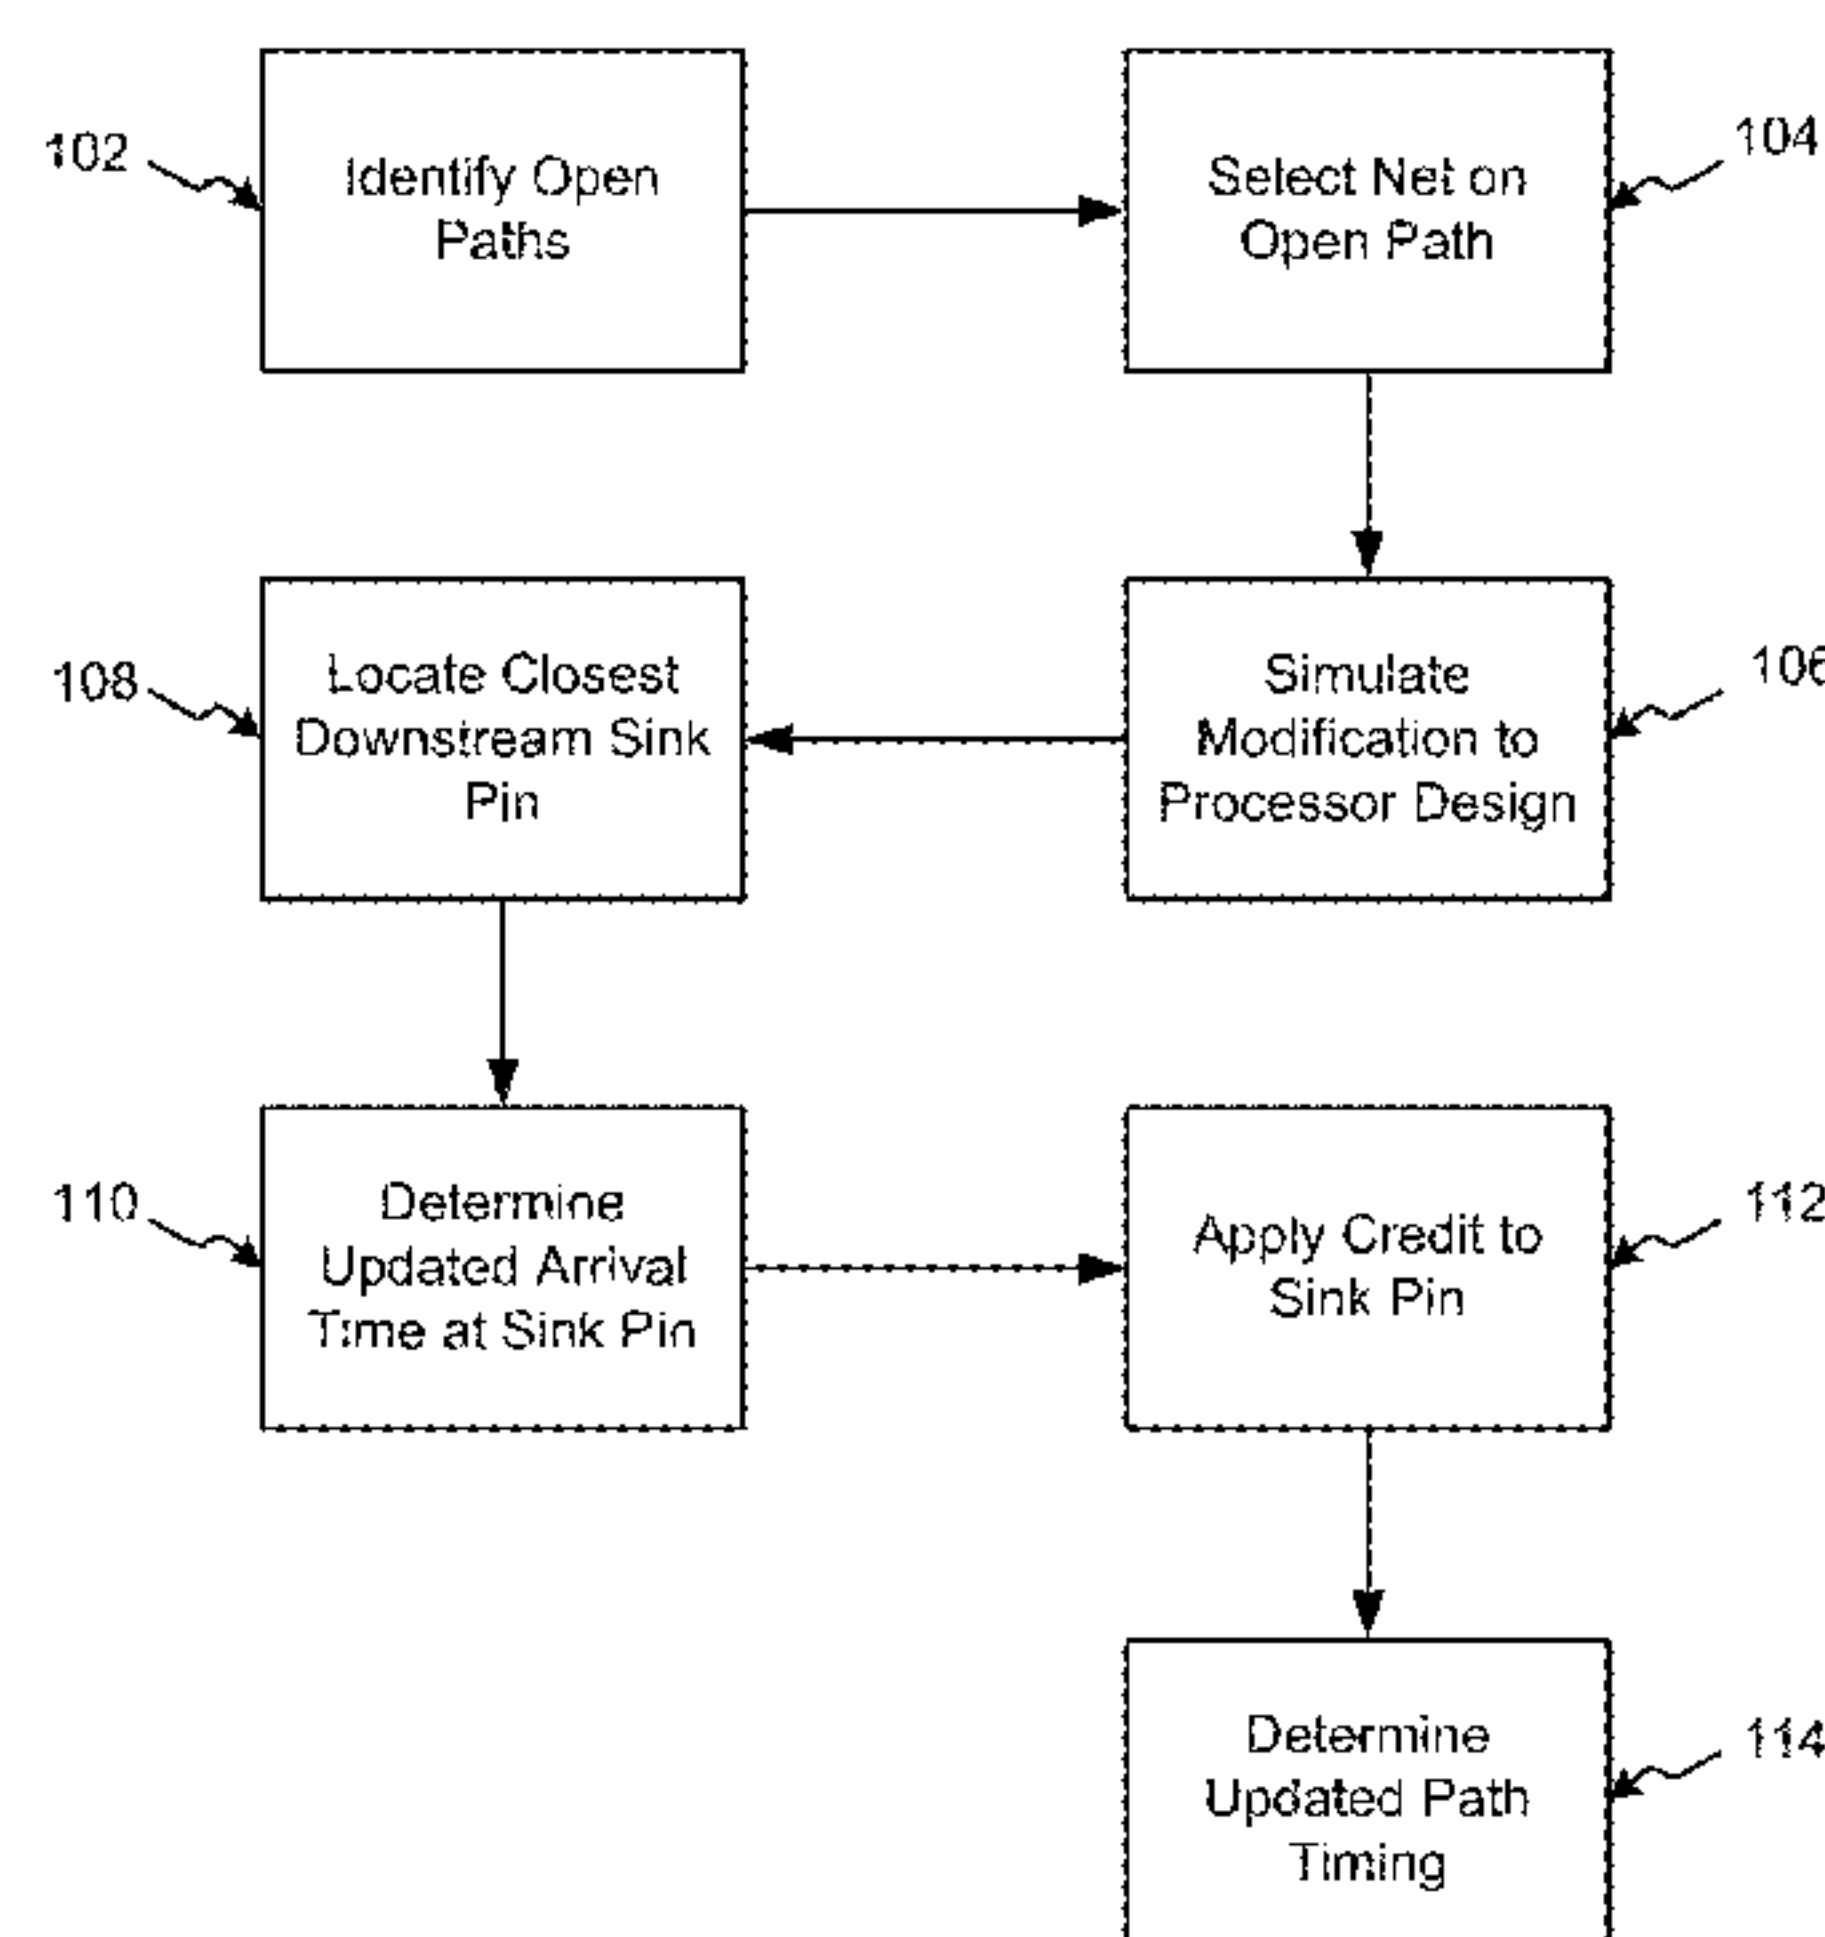 102
Identify Open
Paths
104
Select Net on
Open Path
108
Locate Closest
Downstream Sink
Pin
106
Simulate
Modification to
Processor Design
110
Determine
Updated Arrival
Time at Sink Pin
112
Apply Credit to
Sink Pin
114
Determine
Updated Path
Timing